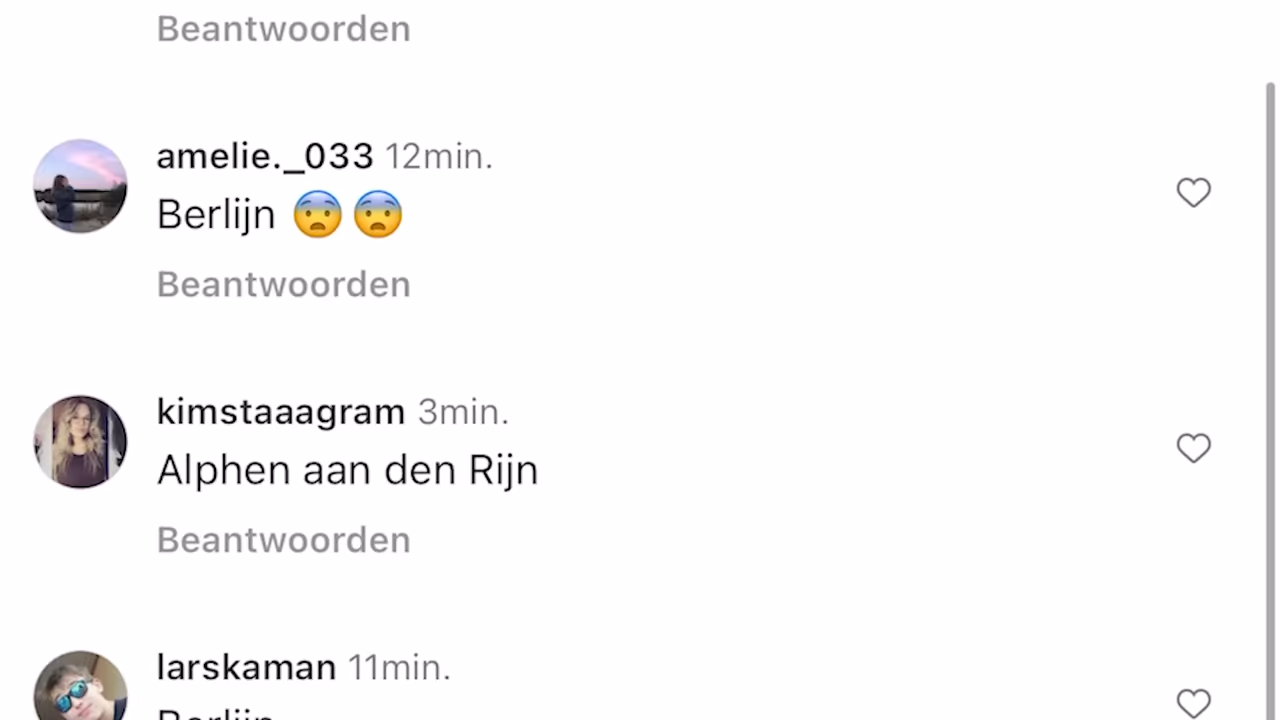 Beantwoorden
amelie._033 12min.
Berlijn 😨😨
Beantwoorden
kimstaaagram 3min.
Alphen aan den Rijn
Beantwoorden
larskaman 11min.
Berlijn